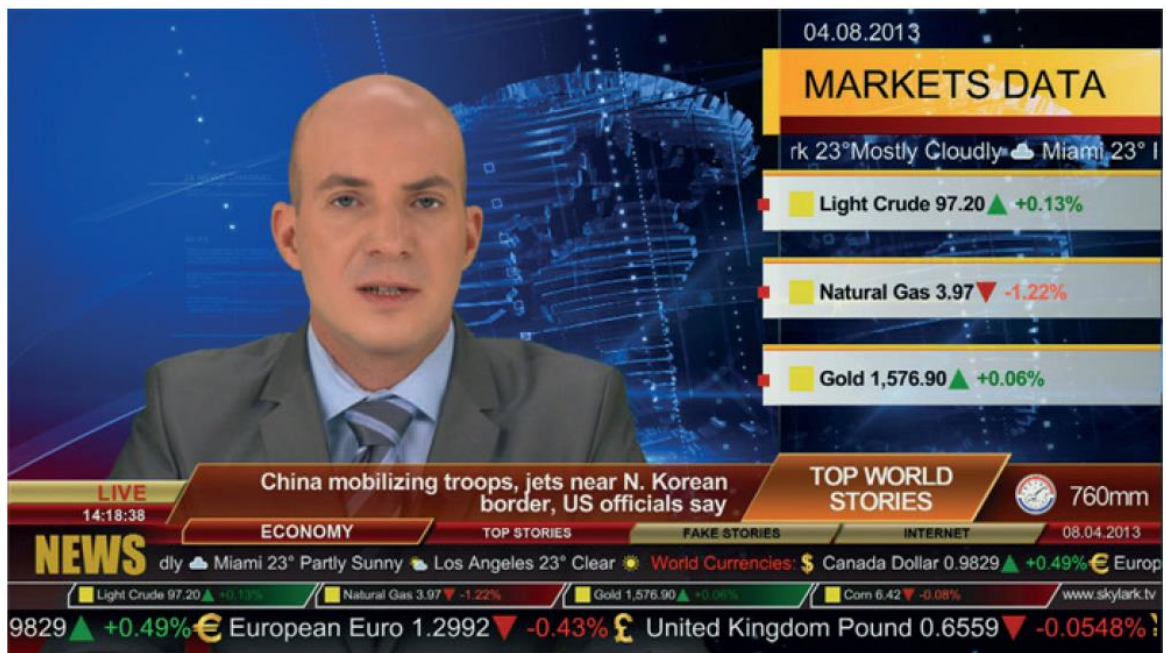 04.08.2013
MARKETS DATA
rk 23°Mostly Cloudly Miami 23°
Light Crude 97.20 ▲ +0.13%
Natural Gas 3.97 ▼ -1.22%
Gold 1,576.90 ▲ +0.06%
China mobilizing troops, jets near N. Korean
border, US officials say
TOP WORLD
STORIES
760mm
LIVE
14:18:38
ECONOMY
TOP STORIES
FAKE STORIES
INTERNET
08.04.2013
NEWS
dly Miami 23° Partly Sunny Los Angeles 23° Clear World Currencies: $ Canada Dollar 0.9829 ▲ +0.49% € Europ
Light Crude 97.20 ▲ +0.13% Natural Gas 3.97 ▼ -1.22% Gold 1,576.90 ▲ +0.06% Corn 6.42 ▼ -0.08% www.skylark.tv
9829 ▲ +0.49% € European Euro 1.2992 ▼ -0.43% £ United Kingdom Pound 0.6559 ▼ -0.0548%